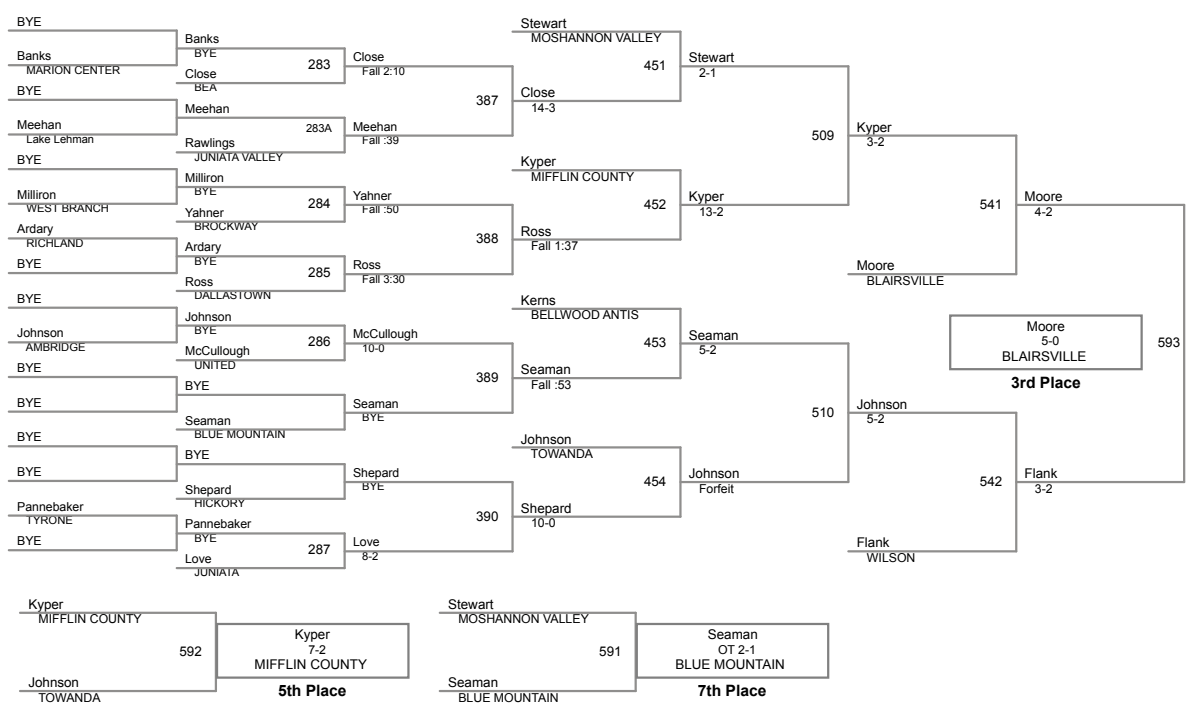 BYE
Banks
MARION CENTER
BYE
Meehan
Lake Lehman
BYE
Milliron
WEST BRANCH
Ardary
RICHLAND
BYE
BYE
Johnson
AMBRIDGE
BYE
BYE
BYE
BYE
Pannebaker
TYRONE
BYE
Banks
BYE
283
Close
BEA
Meehan
283A
Rawlings
JUNIATA VALLEY
Milliron
BYE
284
Yahner
BROCKWAY
Ardary
BYE
285
Ross
DALLASTOWN
Johnson
BYE
286
McCullough
UNITED
BYE
Seaman
BLUE MOUNTAIN
BYE
Shepard
HICKORY
Pannebaker
BYE
287
Love
JUNIATA
Close
Fall 2:10
387
Meehan
Fall :39
Yahner
Fall :50
388
Ross
Fall 3:30
McCullough
10-0
389
Seaman
BYE
Shepard
BYE
390
Love
8-2
Stewart
MOSHANNON VALLEY
451
Close
14-3
Kyper
MIFFLIN COUNTY
452
Ross
Fall 1:37
Kerns
BELLWOOD ANTIS
453
Seaman
Fall :53
Johnson
TOWANDA
454
Shepard
10-0
Stewart
2-1
509
Kyper
13-2
Seaman
5-2
510
Johnson
Forfeit
Kyper
3-2
541
Moore
BLAIRSVILLE
Johnson
5-2
542
Flank
WILSON
Moore
4-2
593
Flank
3-2
Moore
5-0
BLAIRSVILLE
3rd Place
Kyper
MIFFLIN COUNTY
592
Johnson
TOWANDA
Kyper
7-2
MIFFLIN COUNTY
5th Place
Stewart
MOSHANNON VALLEY
591
Seaman
BLUE MOUNTAIN
Seaman
OT 2-1
BLUE MOUNTAIN
7th Place